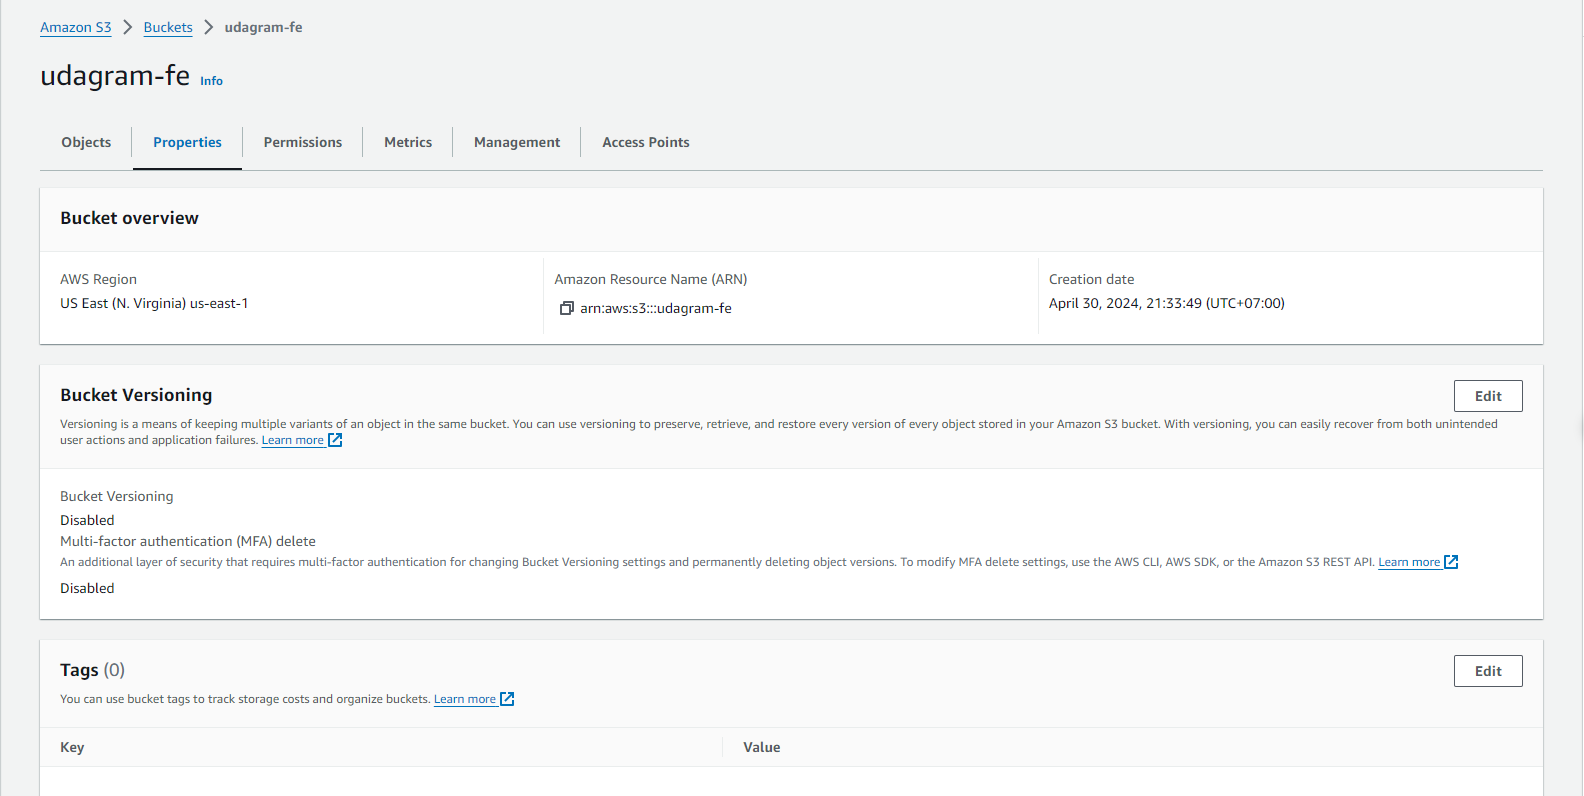 Amazon S3 > Buckets > udagram-fe
udagram-fe Info
Objects Properties Permissions Metrics Management Access Points
Bucket overview
AWS Region
US East (N. Virginia) us-east-1
Amazon Resource Name (ARN)
arn:aws:s3:::udagram-fe
Creation date
April 30, 2024, 21:33:49 (UTC+07:00)
Bucket Versioning
Edit
Versioning is a means of keeping multiple variants of an object in the same bucket. You can use versioning to preserve, retrieve, and restore every version of every object stored in your Amazon S3 bucket. With versioning, you can easily recover from both unintended
user actions and application failures. Learn more
Bucket Versioning
Disabled
Multi-factor authentication (MFA) delete
An additional layer of security that requires multi-factor authentication for changing Bucket Versioning settings and permanently deleting object versions. To modify MFA delete settings, use the AWS CLI, AWS SDK, or the Amazon S3 REST API. Learn more
Disabled
Tags (0)
Edit
You can use bucket tags to track storage costs and organize buckets. Learn more
Key Value